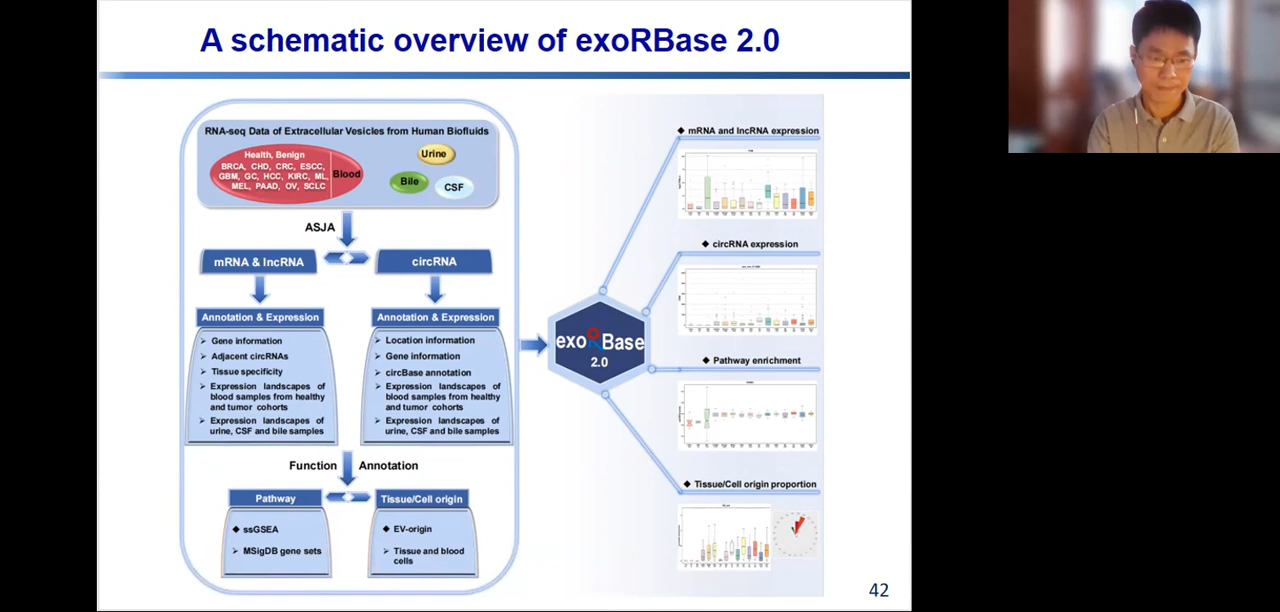 A schematic overview of exoRBase 2.0
RNA-seq Data of Extracellular Vesicles from Human Biofluids
Health, Benign
BRCA, CHD, CRC, ESCC,
GBM, GC, HCC, KIRC, ML,
MEL, PAAD, OV, SCLC
Blood
Urine
Bile
CSF
ASJA
mRNA & lncRNA
circRNA
Annotation & Expression
Gene information
Adjacent circRNAs
Tissue specificity
Expression landscapes of
blood samples from healthy
and tumor cohorts
Expression landscapes of
urine, CSF and bile samples
Annotation & Expression
Location information
Gene information
circBase annotation
Expression landscapes of
blood samples from healthy
and tumor cohorts
Expression landscapes of
urine, CSF and bile samples
Function Annotation
Pathway
ssGSEA
MSigDB gene sets
Tissue/Cell origin
EV-origin
Tissue and blood
cells
exoRBase
2.0
mRNA and lncRNA expression
circRNA expression
Pathway enrichment
Tissue/Cell origin proportion
42